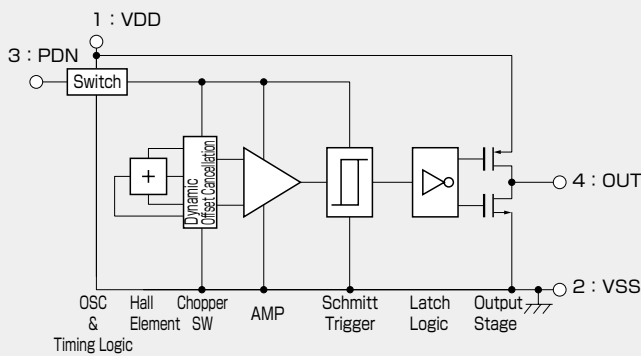 1 : VDD
3 : PDN
Switch
Dynamic
Offset Cancellation
4 : OUT
2 : VSS
OSC
&
Timing Logic
Hall
Element
Chopper
SW
AMP
Schmitt
Trigger
Latch
Logic
Output
Stage